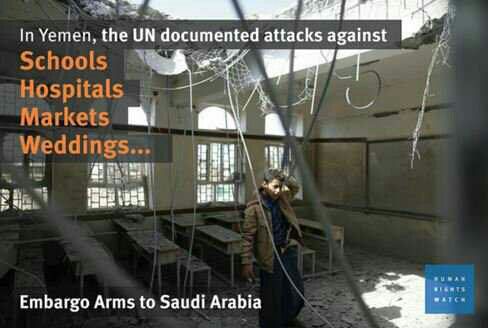 In Yemen, the UN documented attacks against
Schools
Hospitals
Markets
Weddings...
Embargo Arms to Saudi Arabia
HUMAN
RIGHTS
WATCH